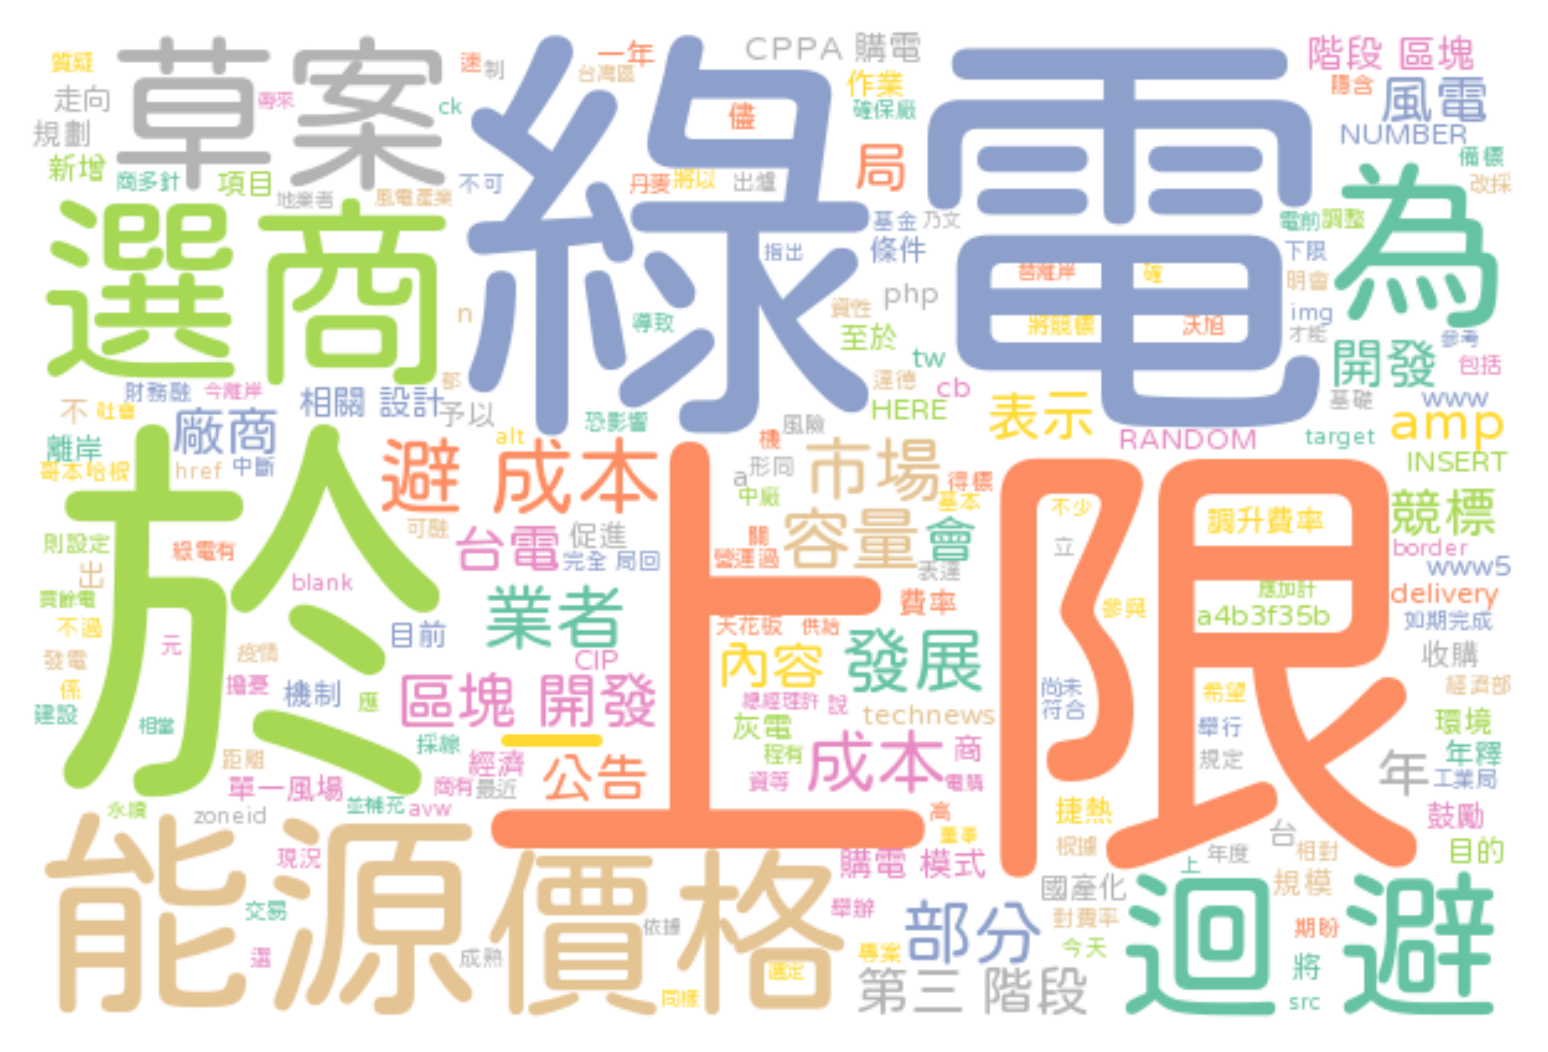 質疑
草案
速
制
一年
台灣區
CPPA 購電
階段 區塊
走向
帶來
ck
綠電
儘
作業
確保廠
隱含
風電
規劃
NUMBER
新增
商多針
項目
地業者
風電產業
不可
丹麥
將以
出爐
局
備標
改採
選商
基金
乃文
電前
調整
為
指出
條件
替離岸
確
下限
明會
n
導致
資性
php
將競標
沃旭
img
才能
至於
參考
tw
開發
包括
財務融
今離岸
相關 設計
部
達德
cb
基礎
www
不
社會
廠商
予以
恐影響
HERE
表示
amp
離岸
alt
風險
RANDOM
target
哥本哈根
href
中斷
避 成本
a
形同
市場
得標
INSERT
於
可融
中廠
基本
上限
不少
調升費率
競標
則設定
綠電有
台電
促進
關
容量
會
立
border
出
blank
完全 局回
營運過
表達
www5
賣餘電
業者
費率
參與
應加計
delivery
不過
目前
天花板
供給
a4b3f35b
如期完成
元
疫情
CIP
內容
發展
收購
發電
擔憂
機制
應
區塊 開發
總經理許
說
尚未
符合
希望
經濟部
係
建設
相當
採線
一
灰電
technews
舉行
環境
距離
經濟
公告
程有
成本
商
規定
年
年釋
單一風場
商有
最近
資等
電購
工業局
永續
zoneid
並補充
avw
高
捷熱
鼓勵
能源價格
現況
董事
根據
台
購電 模式
上
年度
相對
目的
國產化
規模
交易
依據
舉辦
部分
對費率
迴避
期盼
選
成熟
選定
專案
今天
將
同樣
第三 階段
src